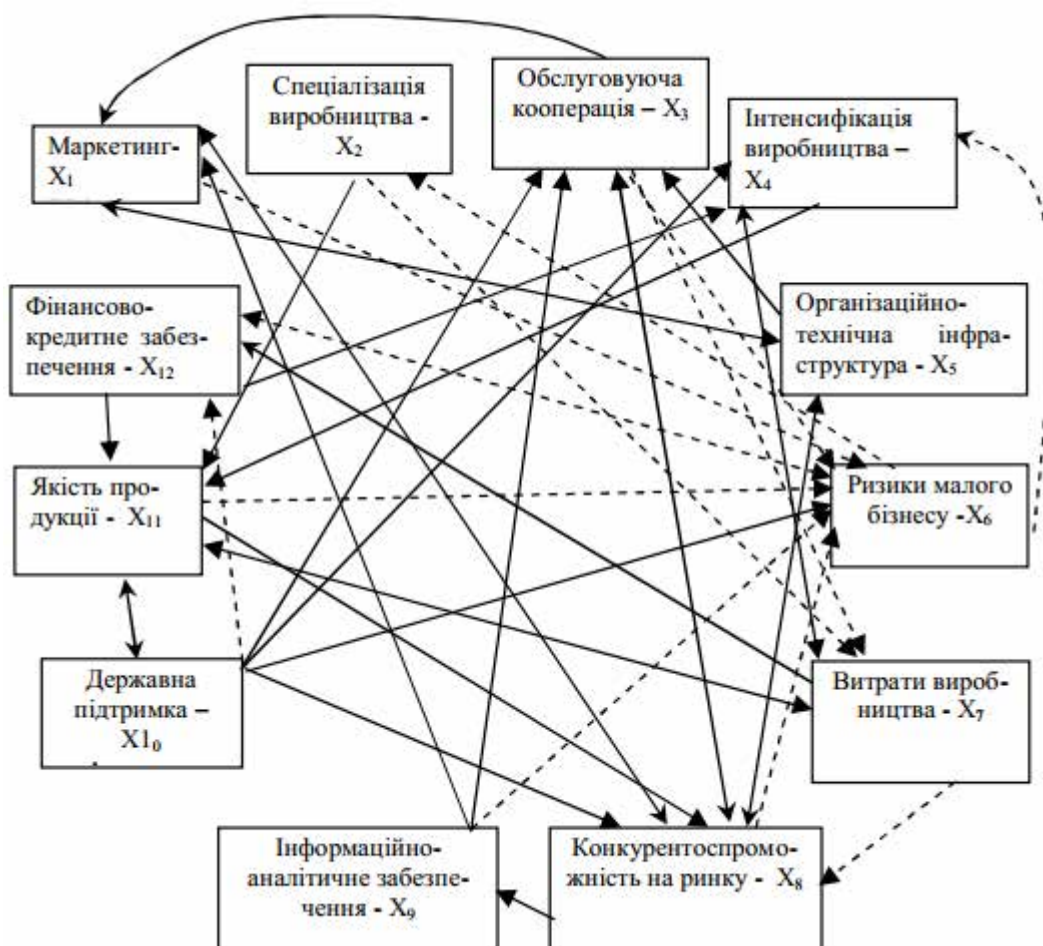 Спеціалізація
виробництва -
X₂
Обслуговуюча
кооперація – X₃
Інтенсифікація
виробництва –
X₄
Маркетинг-
X₁
Фінансово-
кредитне забез-
печення - X₁₂
Організаційно-
технічна інфра-
структура - X₅
Якість про-
дукції - X₁₁
Ризики малого
бізнесу -X₆
Державна
підтримка –
X1₀
Витрати вироб-
ництва - X₇
Інформаційно-
аналітичне забезпе-
чення - X₉
Конкурентоспромо-
жність на ринку - X₈